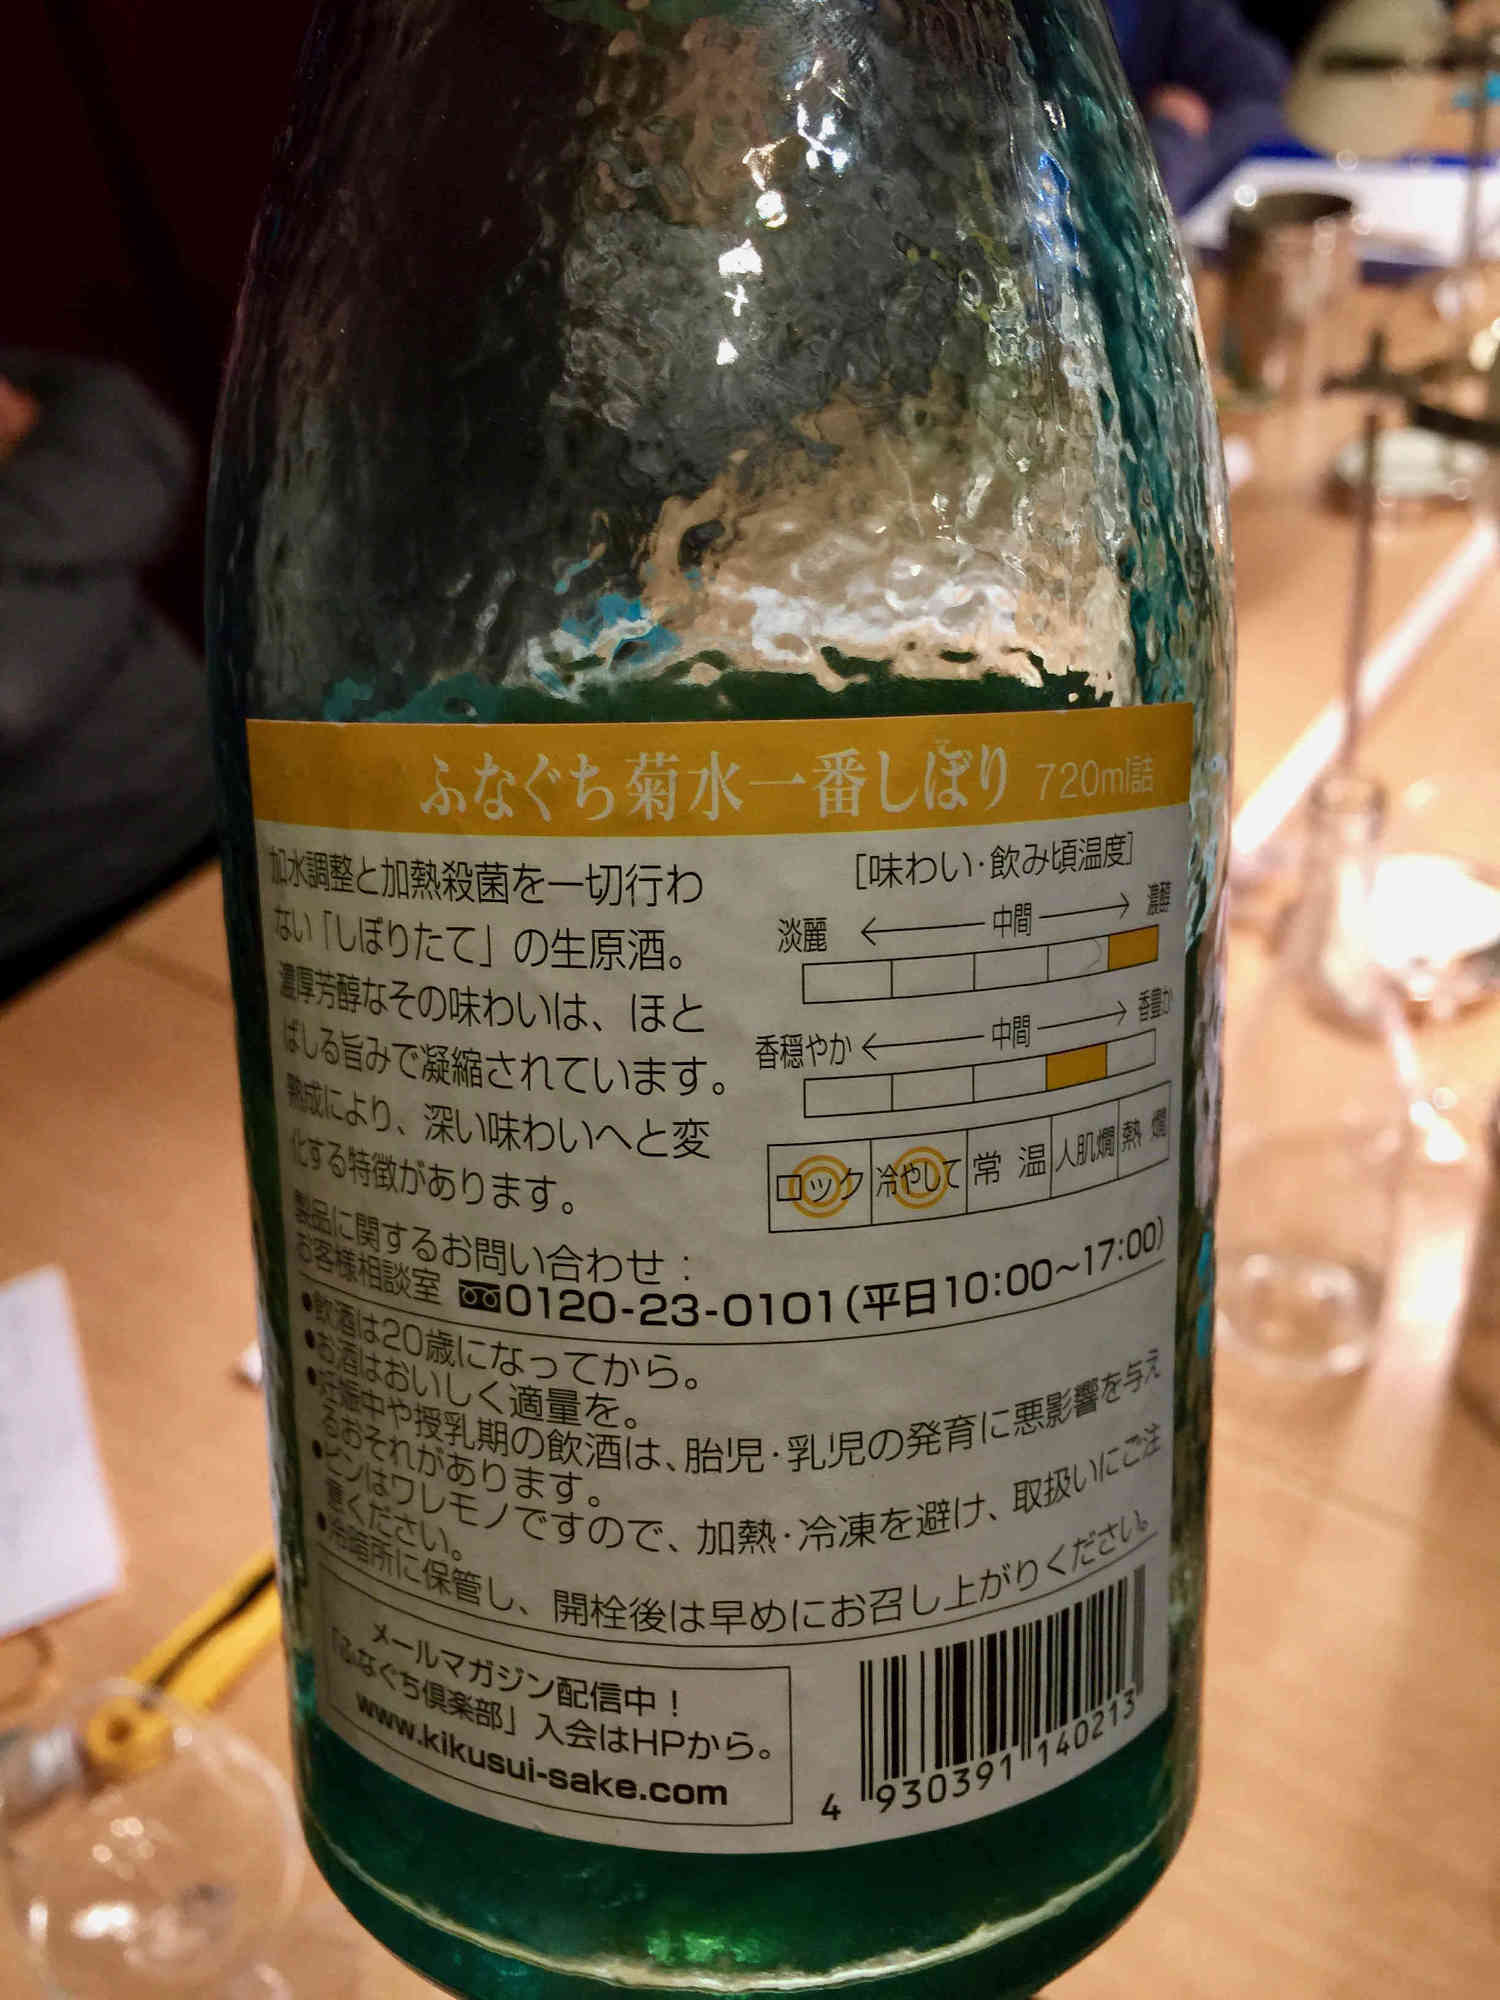 ふなぐち菊水一番しぼり 720ml詰
加水調整と加熱殺菌を一切行わ
ない「しぼりたて」の生原酒。
濃厚芳醇なその味わいは、ほと
ばしる旨みで凝縮されています。
熟成により、深い味わいへと変
化する特徴があります。
[味わい・飲み頃温度]
淡麗 ← 中間 → 濃醇
香穏やか ← 中間 → 香豊か
ロック 冷やして 常温 人肌燗 熱燗
製品に関するお問い合わせ：
お客様相談室 0120-23-0101(平日10:00~17:00)
●飲酒は20歳になってから。
●お酒はおいしく適量を。
●妊娠中や授乳期の飲酒は、胎児・乳児の発育に悪影響を与え
るおそれがあります。
●ビンはワレモノですので、加熱・冷凍を避け、取扱いにご注
意ください。
●冷暗所に保管し、開栓後は早めにお召し上がりください。
メールマガジン配信中！
「ふなぐち倶楽部」入会はHPから。
www.kikusui-sake.com
4 930391 140213